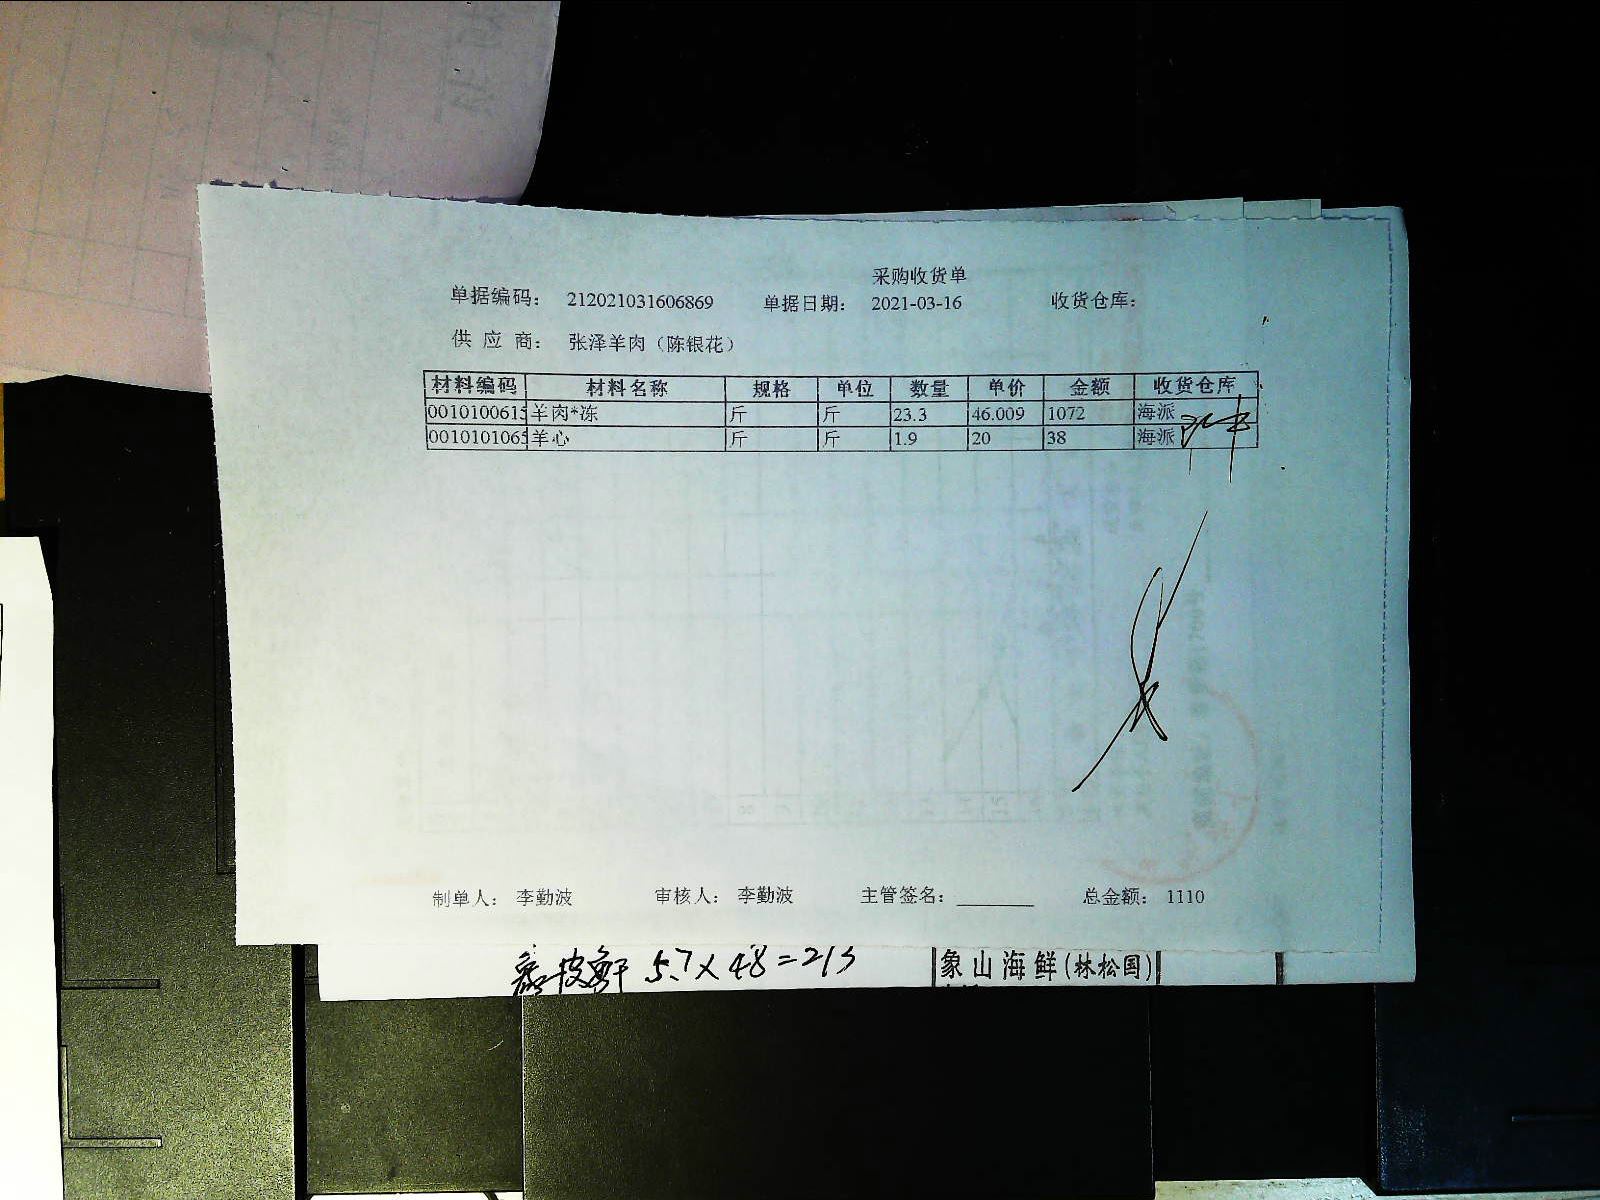 采购收货单
单据编码： 212021031606869 单据日期： 2021-03-16 收货仓库：
供 应 商： 张泽羊肉（陈银花）
材料编码 材料名称 规格 单位 数量 单价 金额 收货仓库
0010100615 羊肉*冻 斤 斤 23.3 46.009 1072 海派
0010101065 羊心 斤 斤 1.9 20 38 海派
制单人： 李勤波 审核人： 李勤波 主管签名： 总金额： 1110
5.7×48=213 象山海鲜(林松国)